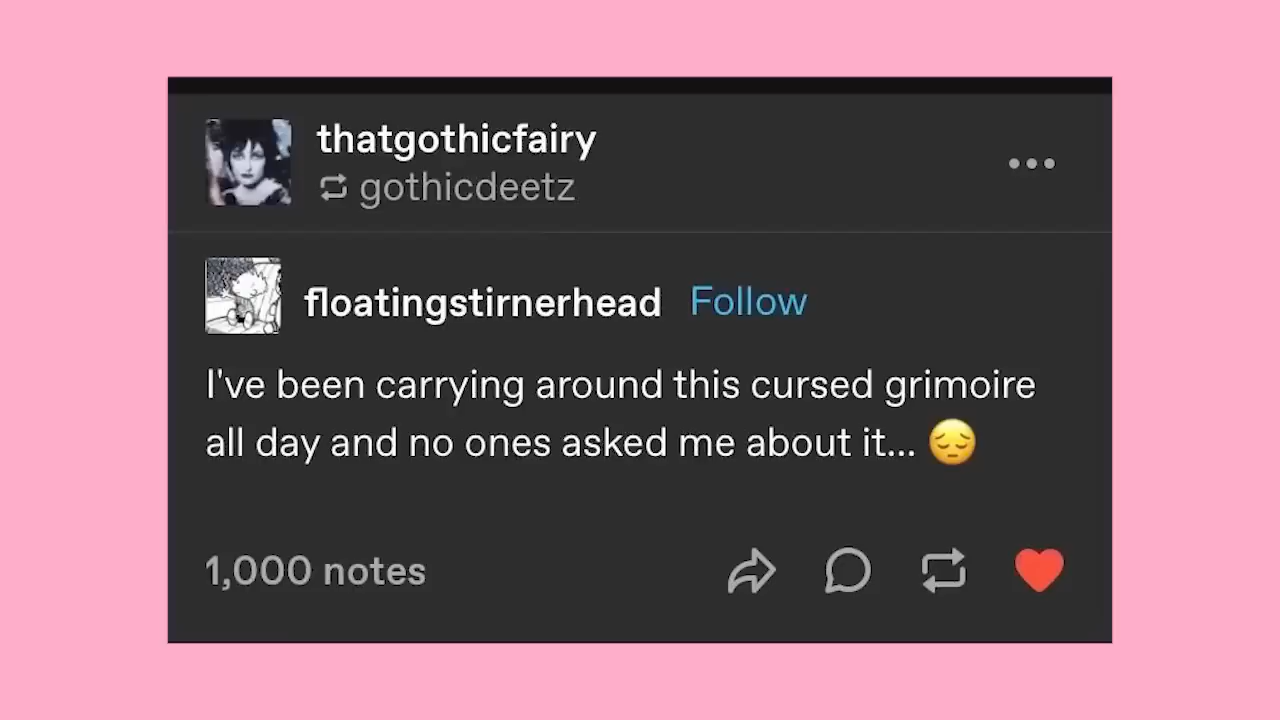 thatgothicfairy
gothicdeetz
floatingstirnerhead Follow
I've been carrying around this cursed grimoire
all day and no ones asked me about it... 😔
1,000 notes